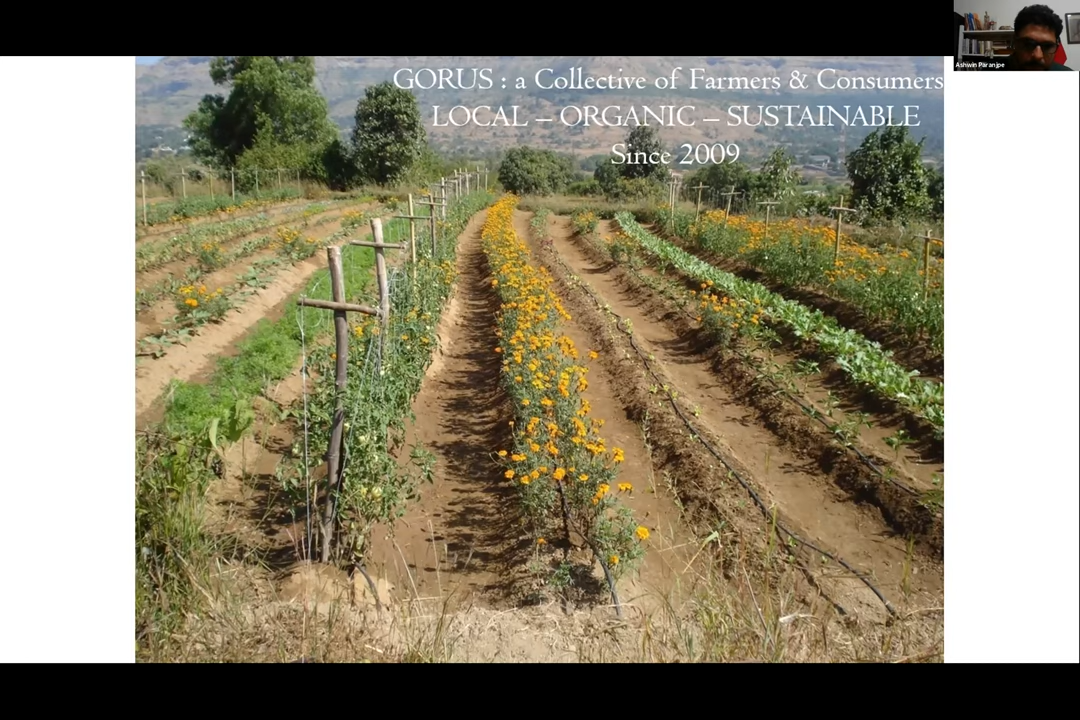 GORUS : a Collective of Farmers & Consumers
LOCAL – ORGANIC – SUSTAINABLE
Since 2009
Ashwin Paranjpe